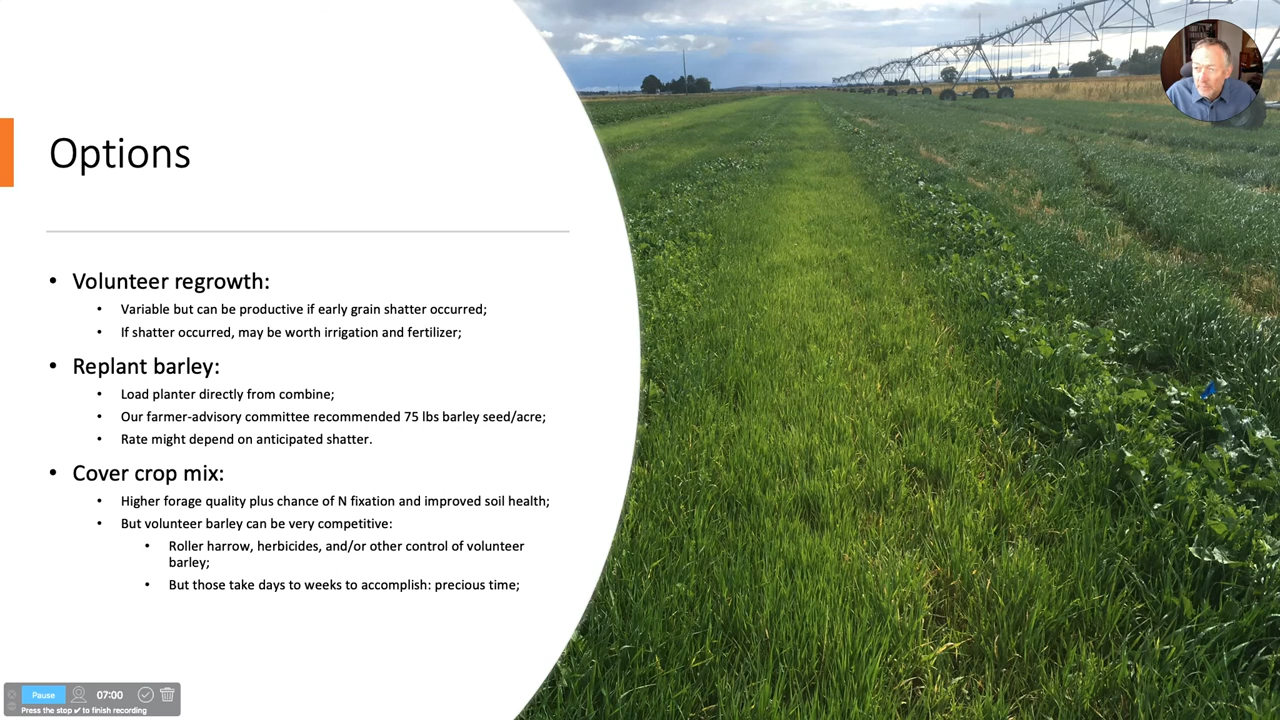 Options
• Volunteer regrowth:
• Variable but can be productive if early grain shatter occurred;
• If shatter occurred, may be worth irrigation and fertilizer;
• Replant barley:
• Load planter directly from combine;
• Our farmer-advisory committee recommended 75 lbs barley seed/acre;
• Rate might depend on anticipated shatter.
• Cover crop mix:
• Higher forage quality plus chance of N fixation and improved soil health;
• But volunteer barley can be very competitive:
• Roller harrow, herbicides, and/or other control of volunteer
barley;
• But those take days to weeks to accomplish: precious time;
Pause 07:00
Press the stop ✔ to finish recording